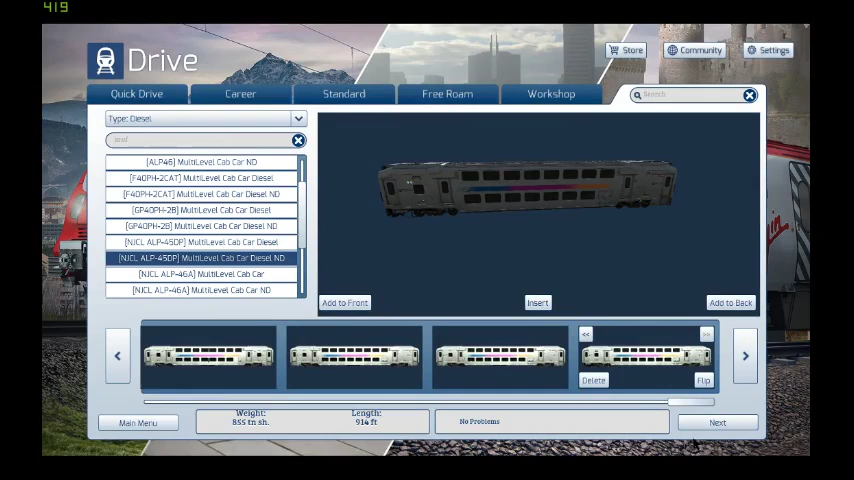 419
Drive
Store
Community
Settings
Quick Drive
Career
Standard
Free Roam
Workshop
Search
Type: Diesel
[ALP46] MultiLevel Cab Car ND
[F40PH-2CAT] MultiLevel Cab Car Diesel
[F40PH-2CAT] MultiLevel Cab Car Diesel ND
[GP40PH-2B] MultiLevel Cab Car Diesel
[GP40PH-2B] MultiLevel Cab Car Diesel ND
[NJCL ALP-45DP] MultiLevel Cab Car Diesel
[NJCL ALP-45DP] MultiLevel Cab Car Diesel ND
[NJCL ALP-46A] MultiLevel Cab Car
[NJCL ALP-46A] MultiLevel Cab Car ND
Add to Front
Insert
Add to Back
<<
>>
Delete
Flip
Main Menu
Weight:
855 tn sh.
Length:
914 ft
No Problems
Next